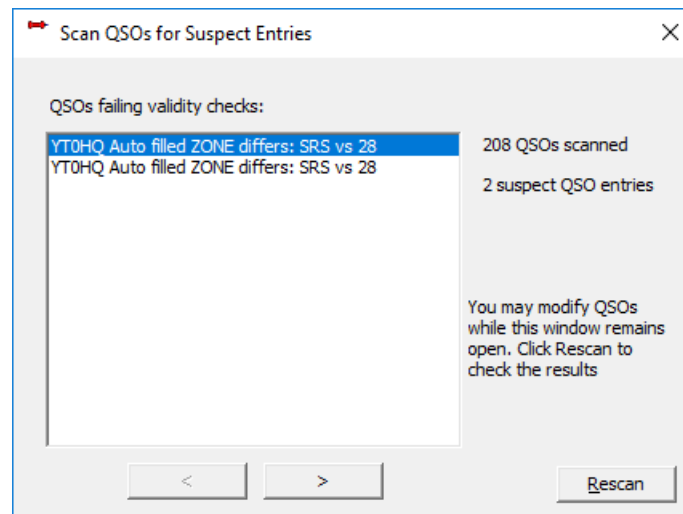 Scan QSOs for Suspect Entries
QSOs failing validity checks:
YT0HQ Auto filled ZONE differs: SRS vs 28
YT0HQ Auto filled ZONE differs: SRS vs 28
208 QSOs scanned
2 suspect QSO entries
You may modify QSOs
while this window remains
open. Click Rescan to
check the results
<
>
Rescan